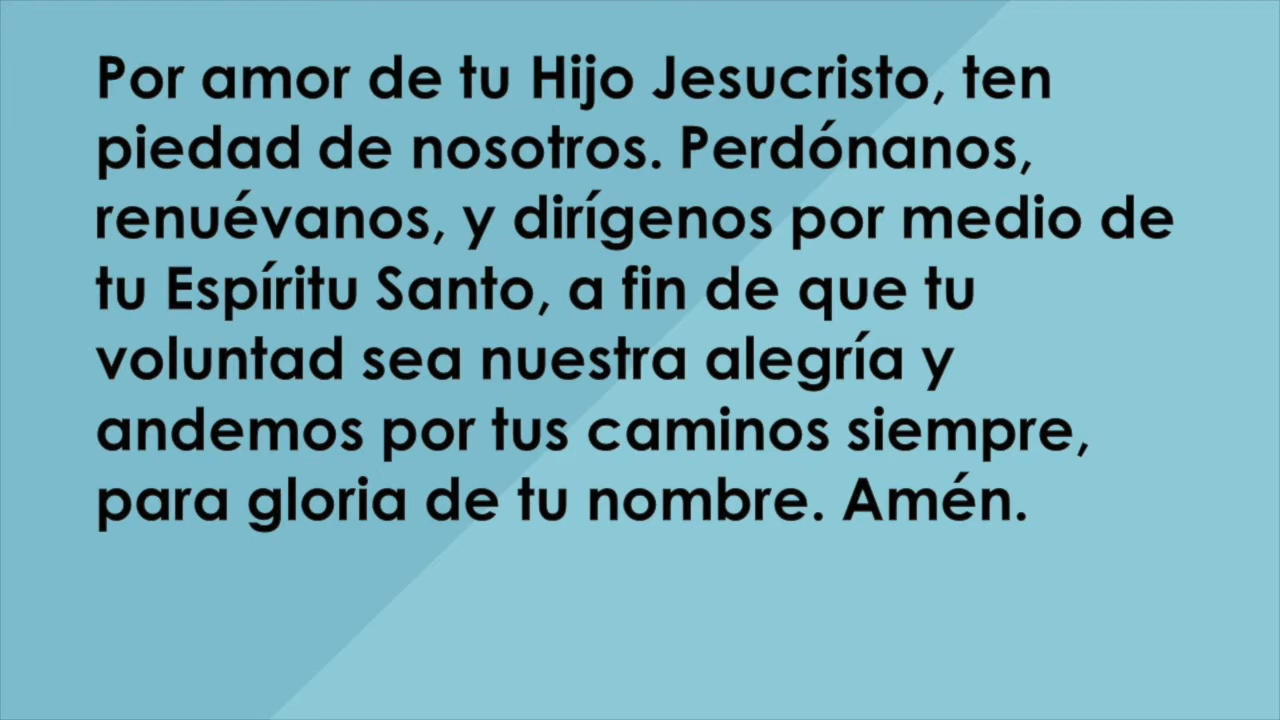 Por amor de tu Hijo Jesucristo, ten
piedad de nosotros. Perdónanos,
renuévanos, y dirígenos por medio de
tu Espíritu Santo, a fin de que tu
voluntad sea nuestra alegría y
andemos por tus caminos siempre,
para gloria de tu nombre. Amén.